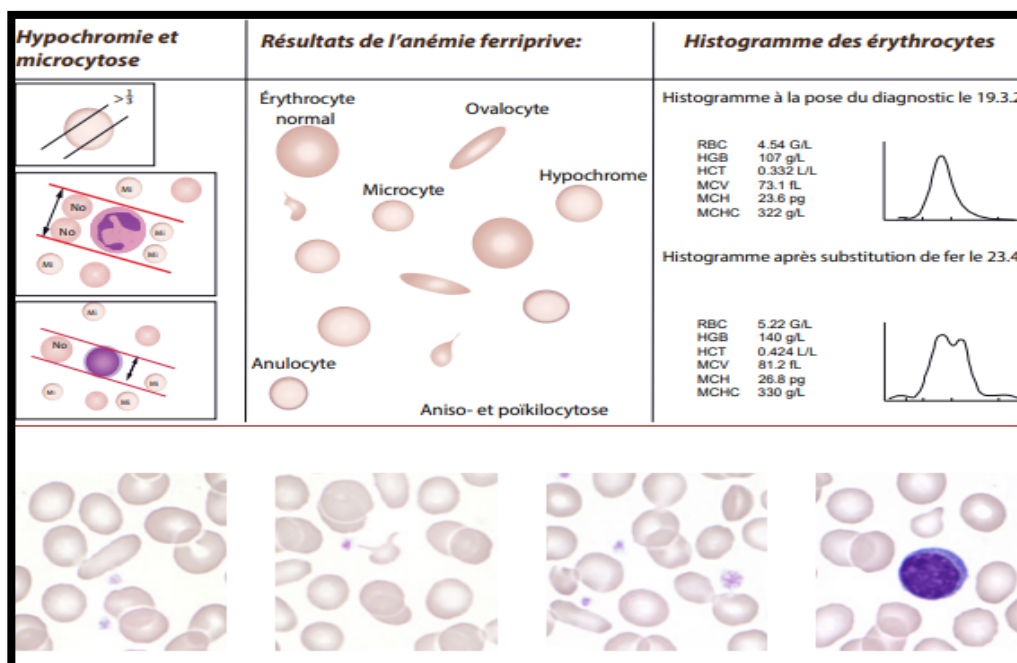 Hypochromie et
microcytose
>1/3
Mi
No
No
Mi
Mi
Mi
Mi
No
Mi
Mi
Mi
Résultats de l'anémie ferriprive:
Érythrocyte
normal
Ovalocyte
Hypochrome
Microcyte
Anulocyte
Aniso- et poïkilocytose
Histogramme des érythrocytes
Histogramme à la pose du diagnostic le 19.3.2
RBC 4.54 G/L
HGB 107 g/L
HCT 0.332 L/L
MCV 73.1 fL
MCH 23.6 pg
MCHC 322 g/L
Histogramme après substitution de fer le 23.4
RBC 5.22 G/L
HGB 140 g/L
HCT 0.424 L/L
MCV 81.2 fL
MCH 26.8 pg
MCHC 330 g/L